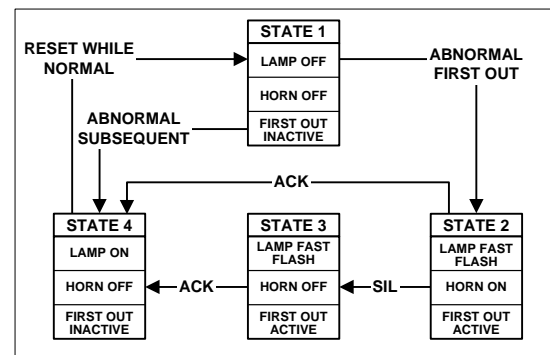 STATE 1
LAMP OFF
HORN OFF
FIRST OUT
INACTIVE
RESET WHILE
NORMAL
ABNORMAL
FIRST OUT
ABNORMAL
SUBSEQUENT
ACK
STATE 4
LAMP ON
HORN OFF
FIRST OUT
INACTIVE
ACK
STATE 3
LAMP FAST
FLASH
HORN OFF
FIRST OUT
ACTIVE
SIL
STATE 2
LAMP FAST
FLASH
HORN ON
FIRST OUT
ACTIVE